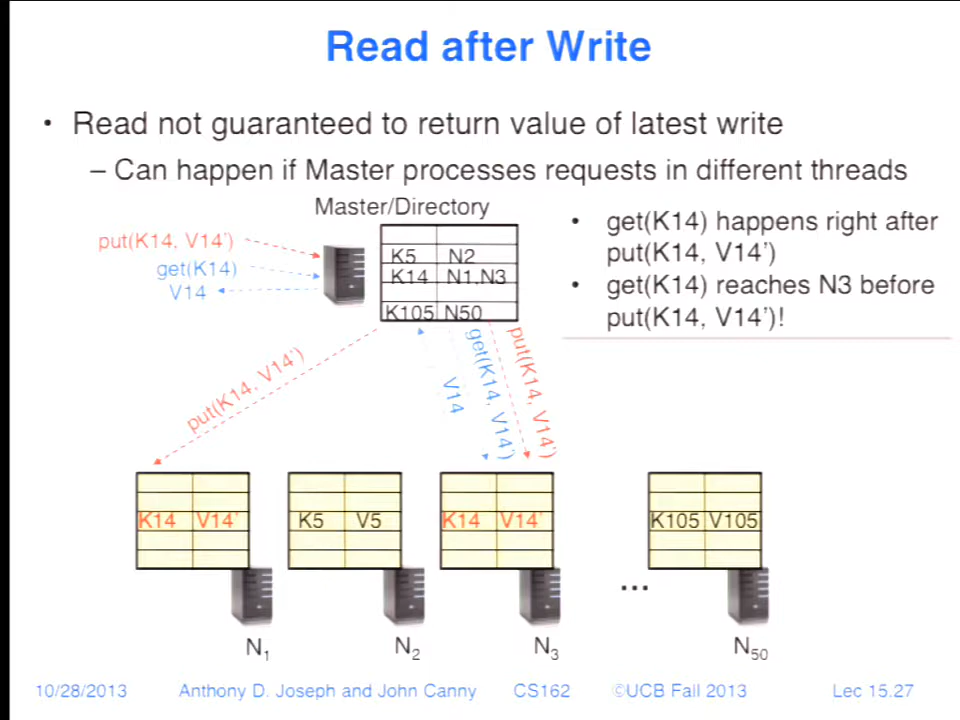 Read after Write
• Read not guaranteed to return value of latest write
– Can happen if Master processes requests in different threads
Master/Directory
put(K14, V14’)
get(K14)
V14
K5 N2
K14 N1,N3
K105 N50
• get(K14) happens right after
put(K14, V14’)
• get(K14) reaches N3 before
put(K14, V14’)!
put(K14, V14’)
V14
get(K14, V14’)
put(K14, V14’)
K14 V14’
K5 V5
K14 V14’
K105 V105
...
N1
N2
N3
N50
10/28/2013 Anthony D. Joseph and John Canny CS162 ©UCB Fall 2013 Lec 15.27